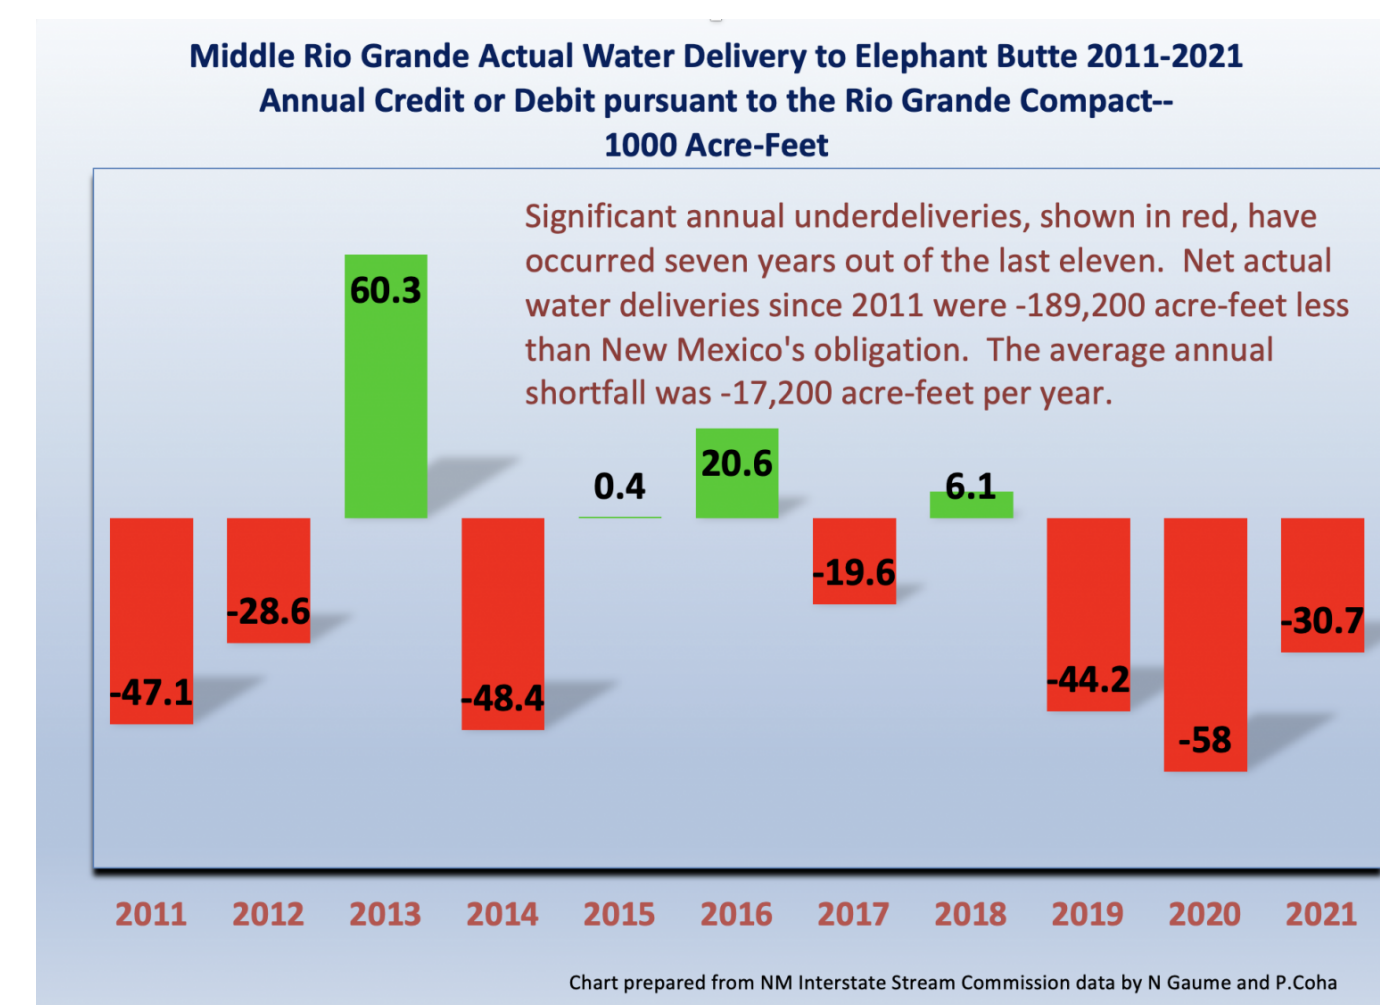 Middle Rio Grande Actual Water Delivery to Elephant Butte 2011-2021
Annual Credit or Debit pursuant to the Rio Grande Compact--
1000 Acre-Feet
Significant annual underdeliveries, shown in red, have
occurred seven years out of the last eleven.  Net actual
water deliveries since 2011 were -189,200 acre-feet less
than New Mexico's obligation.  The average annual
shortfall was -17,200 acre-feet per year.
60.3
20.6
0.4
6.1
-19.6
-28.6
-30.7
-47.1
-48.4
-44.2
-58
2011 2012 2013 2014 2015 2016 2017 2018 2019 2020 2021
Chart prepared from NM Interstate Stream Commission data by N Gaume and P.Coha